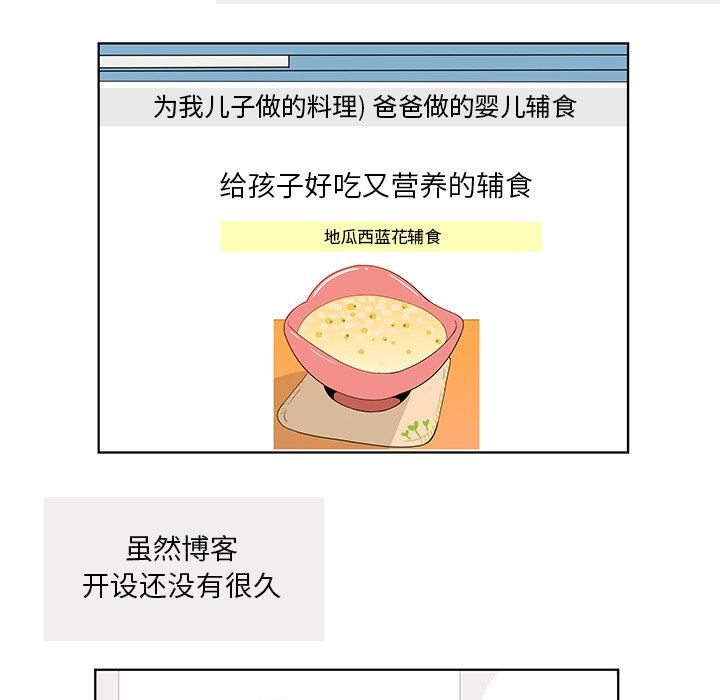 为我儿子做的料理) 爸爸做的婴儿辅食
给孩子好吃又营养的辅食
地瓜西蓝花辅食
虽然博客
开设还没有很久